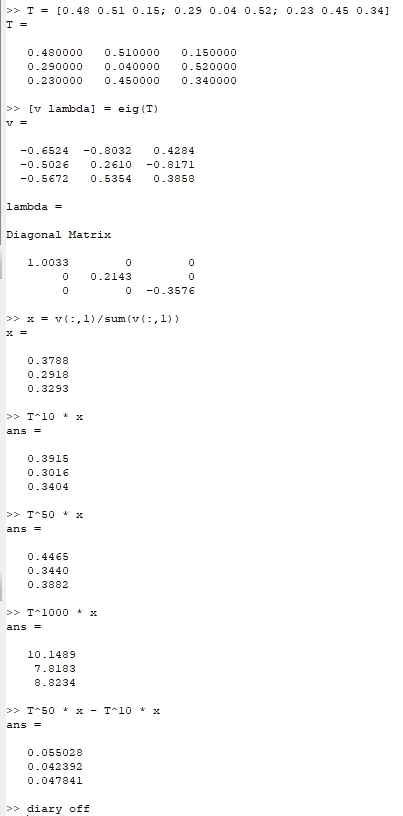 >> T = [0.48 0.51 0.15; 0.29 0.04 0.52; 0.23 0.45 0.34]
T =
0.480000 0.510000 0.150000
0.290000 0.040000 0.520000
0.230000 0.450000 0.340000
>> [v lambda] = eig(T)
v =
-0.6524 -0.8032 0.4284
-0.5026 0.2610 -0.8171
-0.5672 0.5354 0.3858
lambda =
Diagonal Matrix
1.0033 0 0
0 0.2143 0
0 0 -0.3576
>> x = v(:,1)/sum(v(:,1))
x =
0.3788
0.2918
0.3293
>> T^10 * x
ans =
0.3915
0.3016
0.3404
>> T^50 * x
ans =
0.4465
0.3440
0.3882
>> T^1000 * x
ans =
10.1489
7.8183
8.8234
>> T^50 * x - T^10 * x
ans =
0.055028
0.042392
0.047841
>> diary off